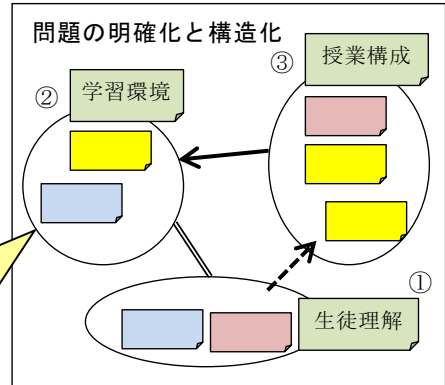 問題の明確化と構造化
③
授業構成
②
学習環境
①
生徒理解